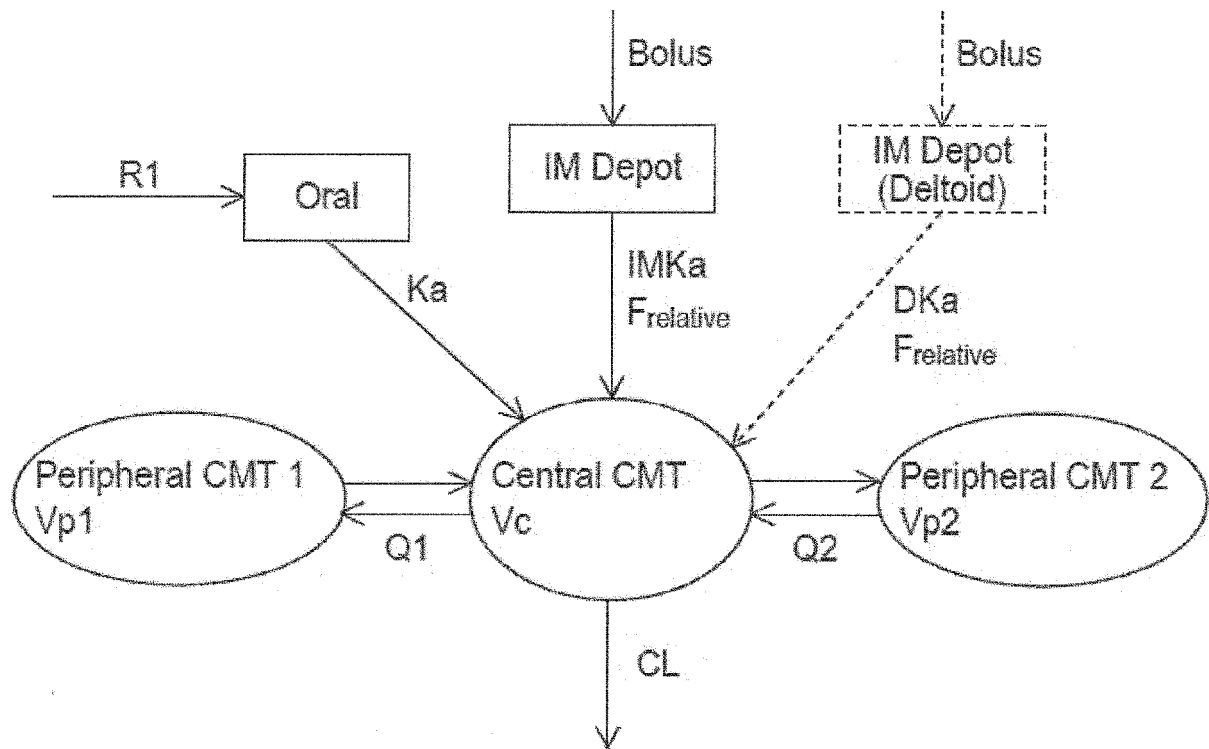 Bolus
Bolus
R1
Oral
IM Depot
IM Depot
(Deltoid)
Ka
IMKa
Frelative
DKa
Frelative
Peripheral CMT 1
Vp1
Central CMT
Vc
Peripheral CMT 2
Vp2
Q1
Q2
CL